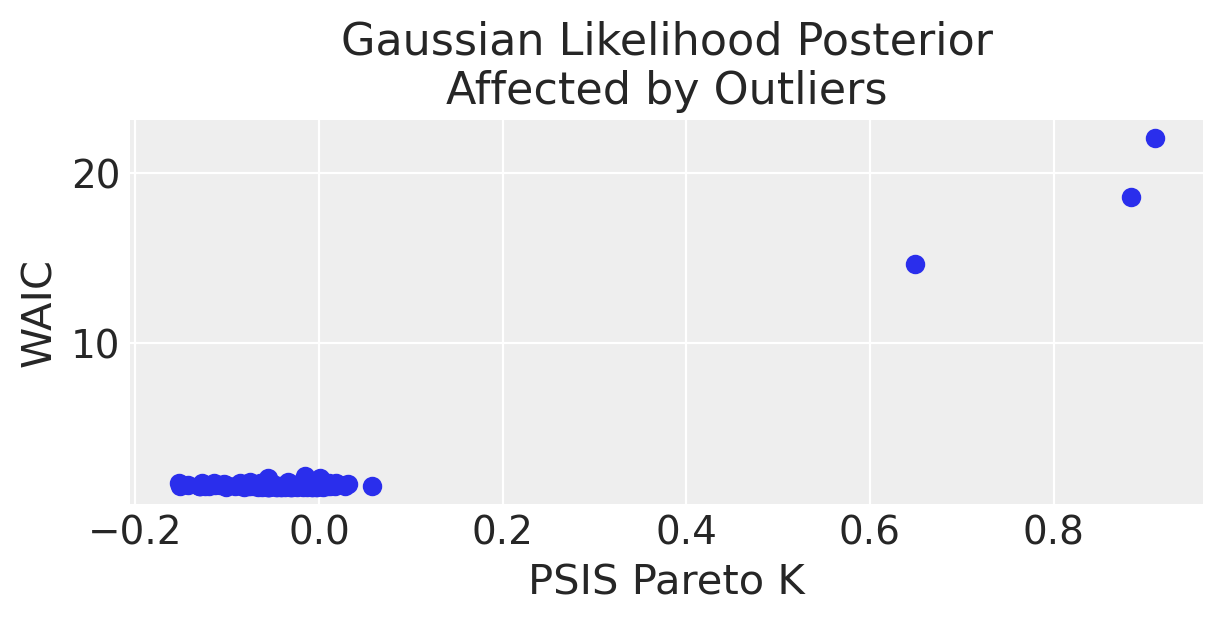 Gaussian Likelihood Posterior
Affected by Outliers
WAIC
20
10
−0.2 0.0 0.2 0.4 0.6 0.8
PSIS Pareto K